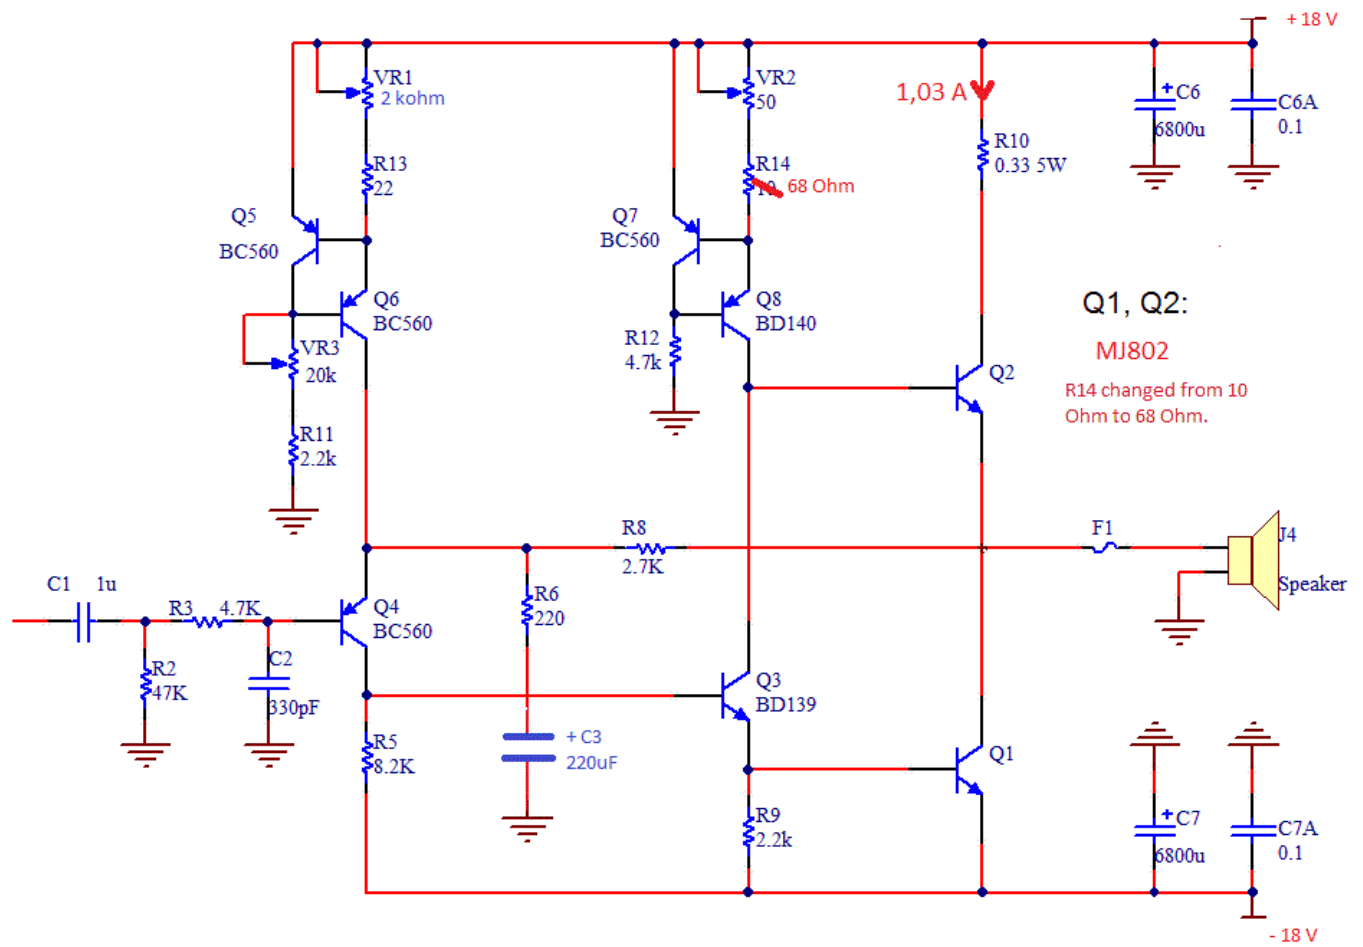 + 18 V
VR1
2 kohm
VR2
50
1,03 A
+ C6
6800u
C6A
0.1
R10
0.33 5W
R13
22
R14
10
68 Ohm
Q5
BC560
Q7
BC560
Q6
BC560
Q8
BD140
Q1, Q2:
MJ802
R14 changed from 10
Ohm to 68 Ohm.
VR3
20k
R12
4.7k
Q2
R11
2.2k
R8
2.7K
F1
J4
Speaker
C1 1u
R3 4.7K
Q4
BC560
R6
220
R2
47K
C2
330pF
Q3
BD139
R5
8.2K
+ C3
220uF
Q1
R9
2.2k
+ C7
6800u
C7A
0.1
- 18 V